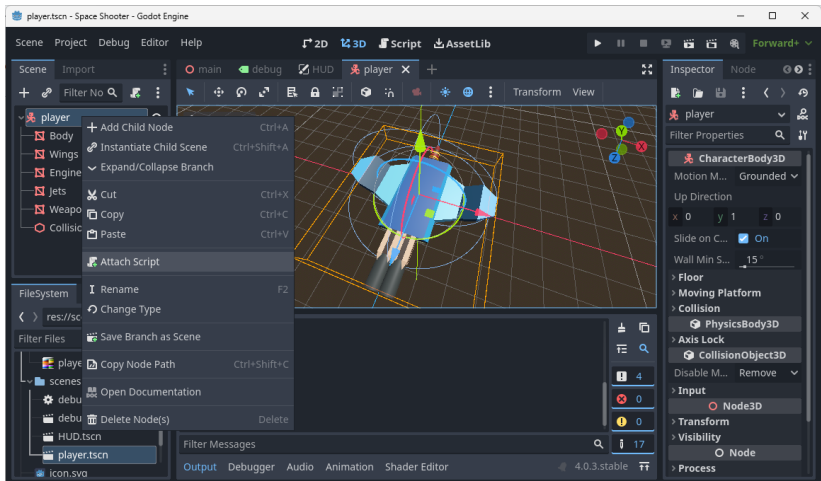 player.tscn - Space Shooter - Godot Engine
Scene Project Debug Editor Help
2D 3D Script AssetLib
Forward+
Scene Import
main debug HUD player
Inspector Node
Filter No
Transform View
player
Add Child Node Ctrl+A
Instantiate Child Scene Ctrl+Shift+A
Expand/Collapse Branch
Cut Ctrl+X
Copy Ctrl+C
Paste Ctrl+V
Attach Script
Rename F2
Change Type
Save Branch as Scene
Copy Node Path Ctrl+Shift+C
Open Documentation
Delete Node(s) Delete
Body
Wings
Engine
Jets
Weapo
Collisic
FileSystem
res://sc
Filter Files
playe
scenes
debu
debu
HUD.tscn
player.tscn
icon.svg
Y
X
Z
4
0
0
17
Filter Messages
Output Debugger Audio Animation Shader Editor
4.0.3.stable
player
Filter Properties
CharacterBody3D
Motion M... Grounded
Up Direction
x 0 y 1 z 0
Slide on C... On
Wall Min S... 15 °
Floor
Moving Platform
Collision
PhysicsBody3D
Axis Lock
CollisionObject3D
Disable M... Remove
Input
Node3D
Transform
Visibility
Node
Process